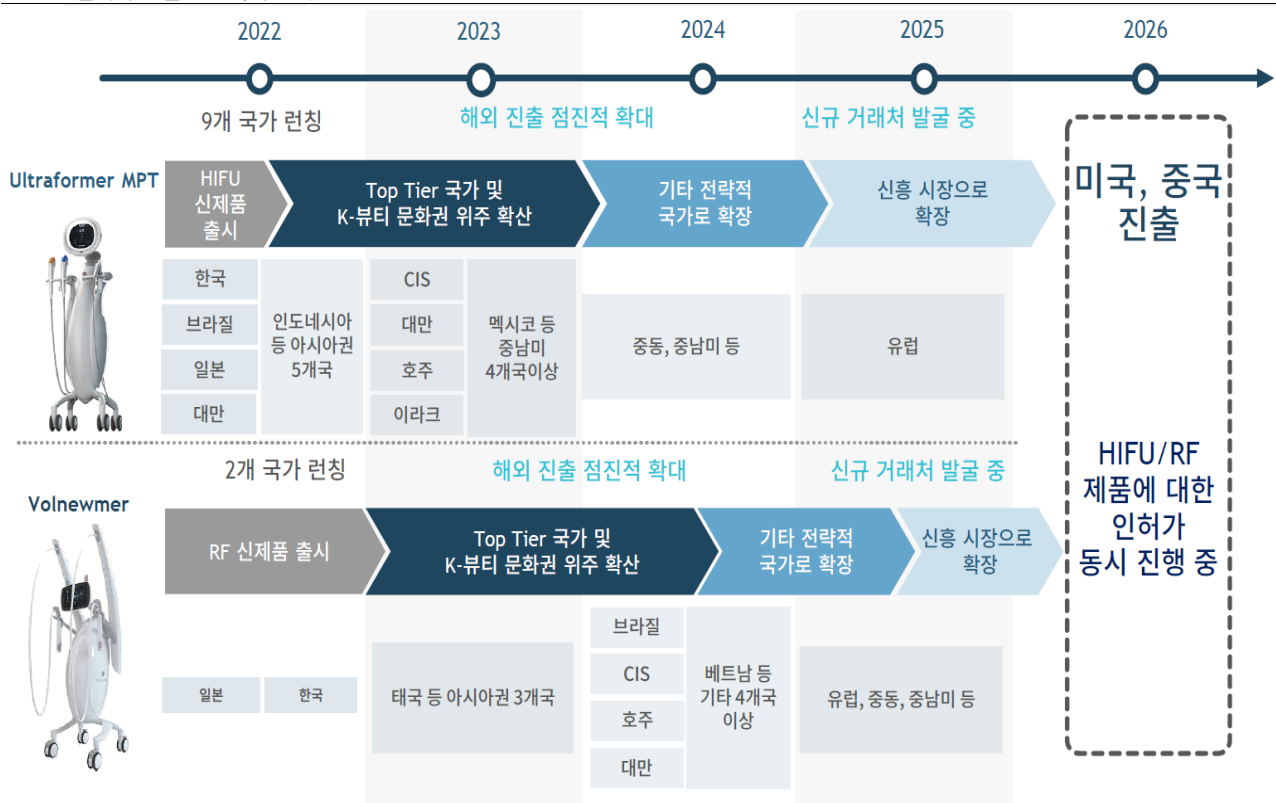 2022
2023
2024
2025
2026
9개 국가 런칭
해외 진출 점진적 확대
신규 거래처 발굴 중
Ultraformer MPT
HIFU
신제품
출시
Top Tier 국가 및
K-뷰티 문화권 위주 확산
기타 전략적
국가로 확장
신흥 시장으로
확장
한국
브라질
일본
대만
인도네시아
등 아시아권
5개국
CIS
대만
호주
이라크
멕시코 등
중남미
4개국이상
중동, 중남미 등
유럽
2개 국가 런칭
해외 진출 점진적 확대
신규 거래처 발굴 중
Volnewmer
RF 신제품 출시
Top Tier 국가 및
K-뷰티 문화권 위주 확산
기타 전략적
국가로 확장
신흥 시장으로
확장
일본
한국
태국 등 아시아권 3개국
브라질
CIS
호주
대만
베트남 등
기타 4개국
이상
유럽, 중동, 중남미 등
미국, 중국
진출
HIFU/RF
제품에 대한
인허가
동시 진행 중